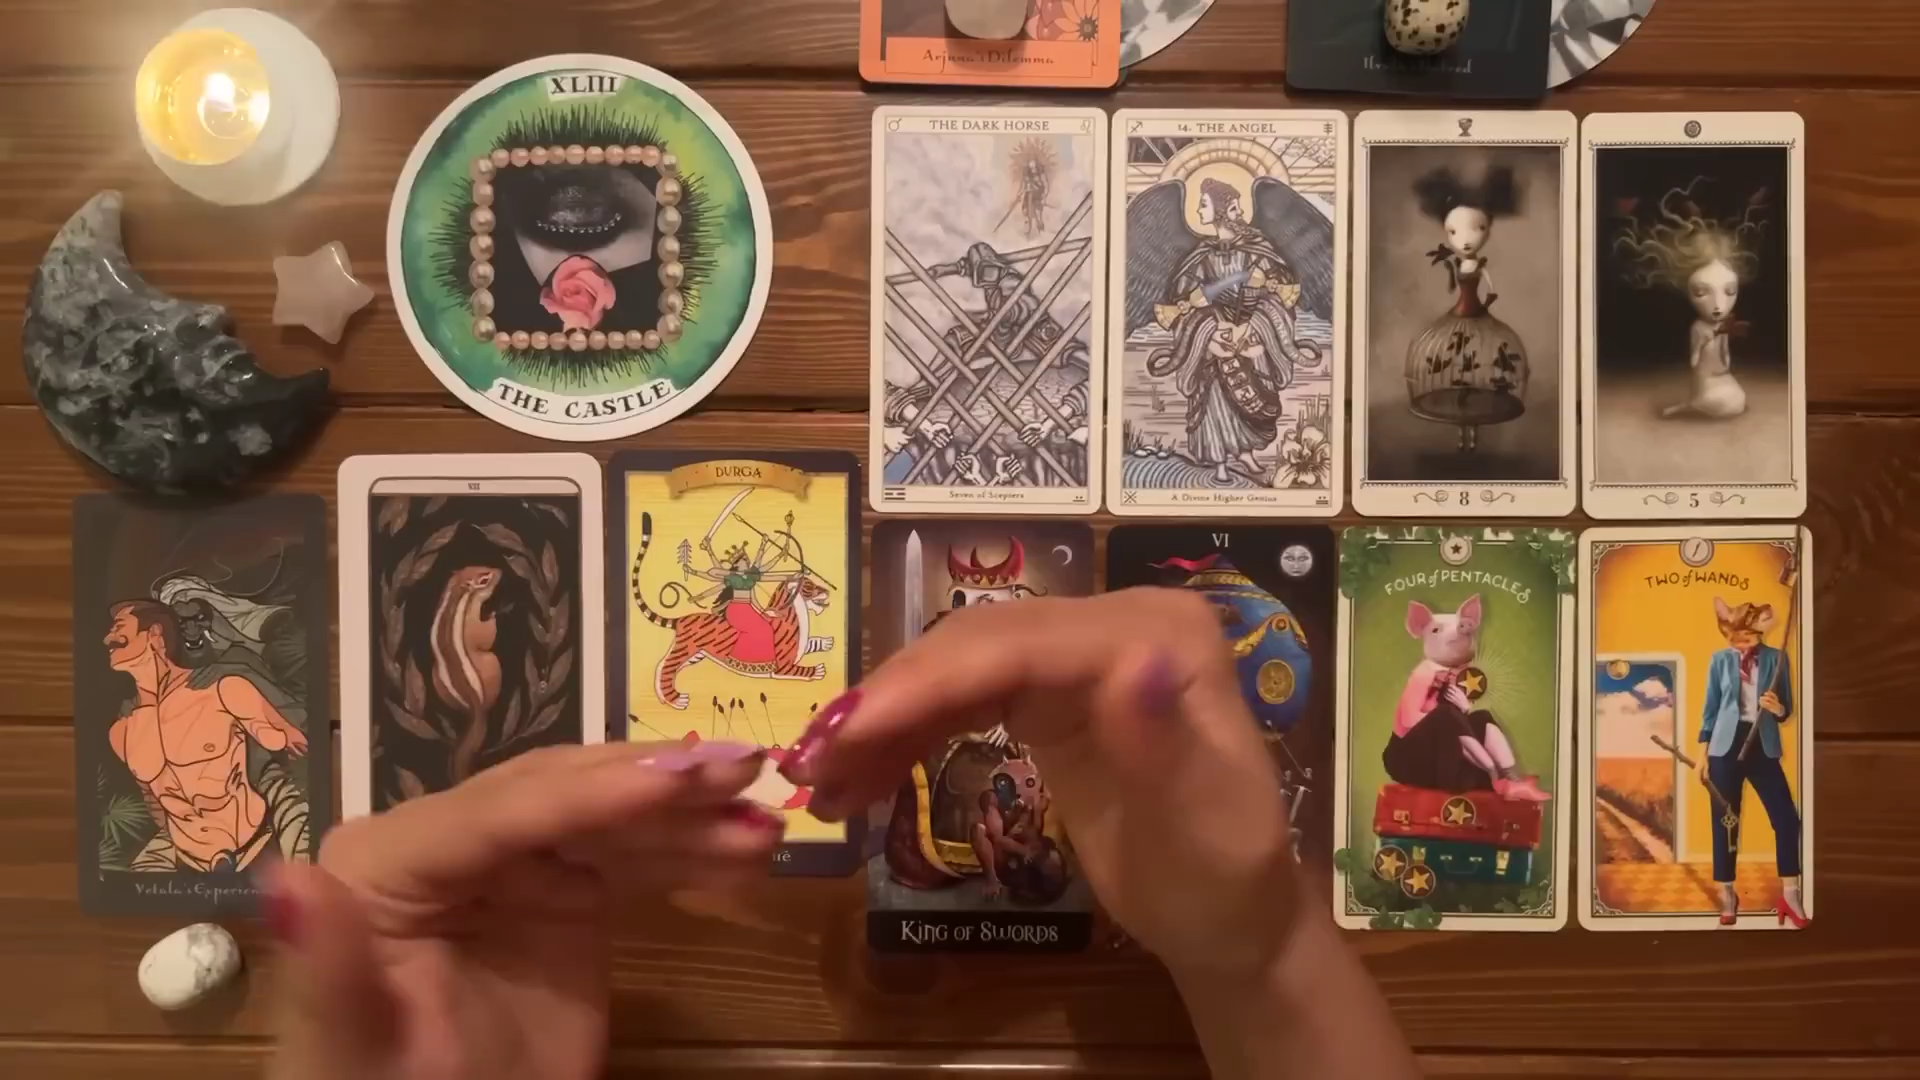 Arjuna's Dilemma
XLIII
THE CASTLE
THE DARK HORSE
Seven of Scepters
14. THE ANGEL
A Divine Higher Genius
8
5
VII
DURGA
Vetala's
KING OF SWORDS
VI
FOUR of PENTACLES
TWO of WANDS